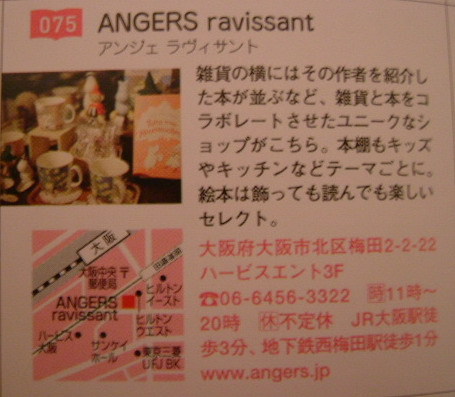 075 ANGERS ravissant
アンジェ ラヴィサント
雑貨の横にはその作者を紹介し
た本が並ぶなど、雑貨と本をコ
ラボレートさせたユニークなシ
ョップがこちら。本棚もキッズ
やキッチンなどテーマごとに。
絵本は飾っても読んでも楽しい
セレクト。
大阪府大阪市北区梅田2-2-22
ハービスエント3F
☎06-6456-3322 時11時〜
20時 休不定休 JR大阪駅徒
歩3分、地下鉄西梅田駅徒歩1分
www.angers.jp
大阪
大阪中央
郵便局
ANGERS
ravissant
ヒルトン
イースト
ヒルトン
ウエスト
ハービス
大阪
サンケイ
ホール
東京三菱
UFJ BK